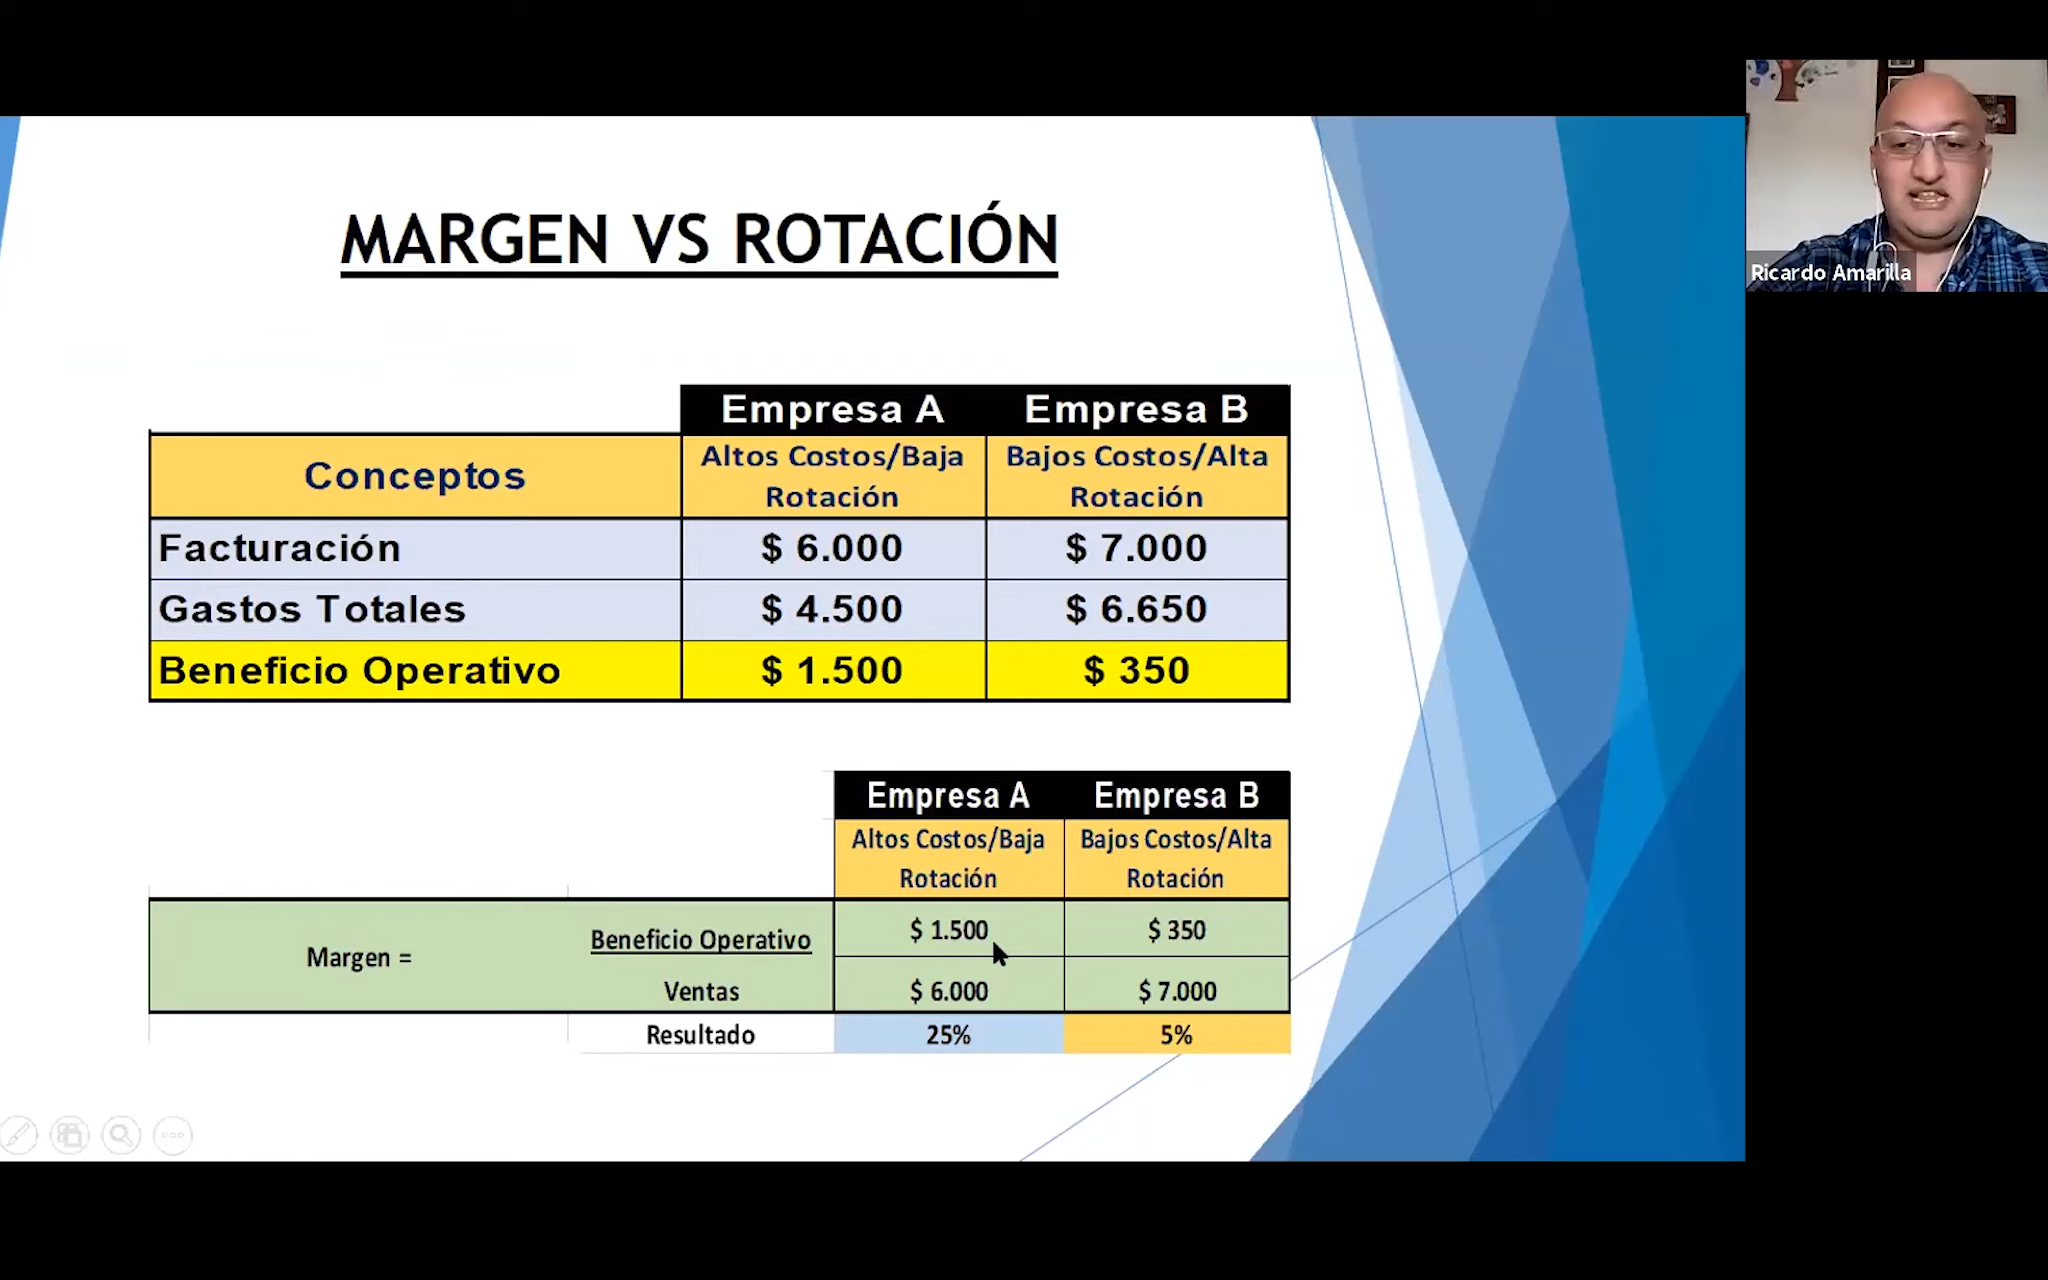 MARGEN VS ROTACIÓN
Ricardo Amarilla
Empresa A Empresa B
Conceptos Altos Costos/Baja Rotación Bajos Costos/Alta Rotación
Facturación $ 6.000 $ 7.000
Gastos Totales $ 4.500 $ 6.650
Beneficio Operativo $ 1.500 $ 350
Empresa A Empresa B
Altos Costos/Baja Rotación Bajos Costos/Alta Rotación
Margen = Beneficio Operativo $ 1.500 $ 350
Ventas $ 6.000 $ 7.000
Resultado 25% 5%